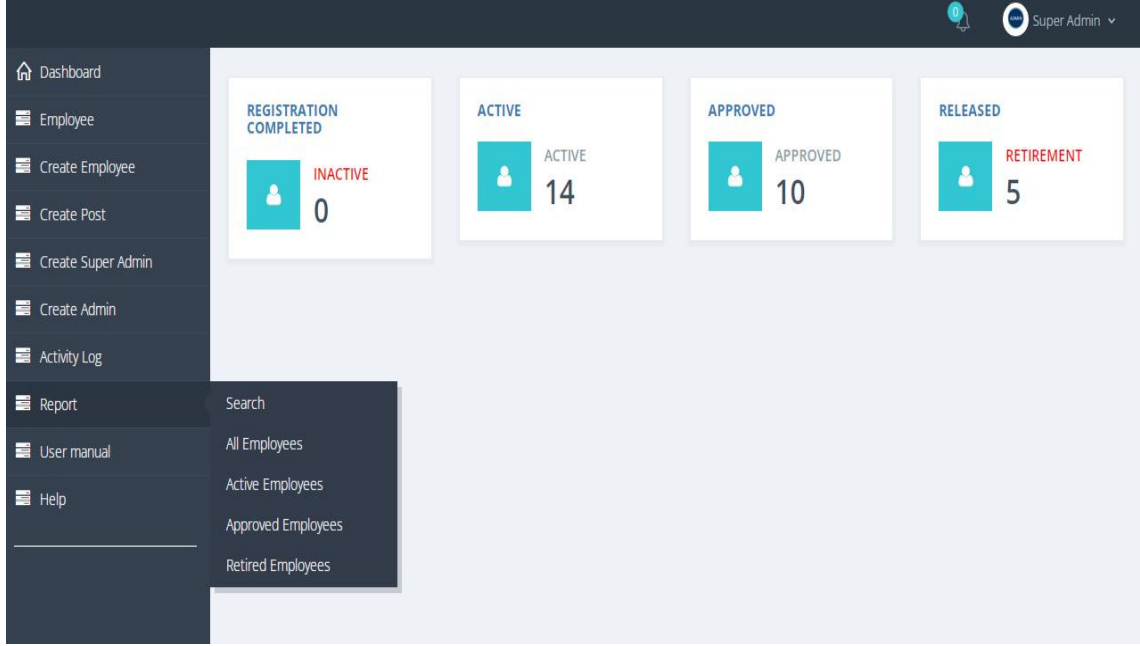 0
Super Admin
Dashboard
Employee
Create Employee
Create Post
Create Super Admin
Create Admin
Activity Log
Report
User manual
Help
Search
All Employees
Active Employees
Approved Employees
Retired Employees
REGISTRATION
COMPLETED
INACTIVE
0
ACTIVE
ACTIVE
14
APPROVED
APPROVED
10
RELEASED
RETIREMENT
5